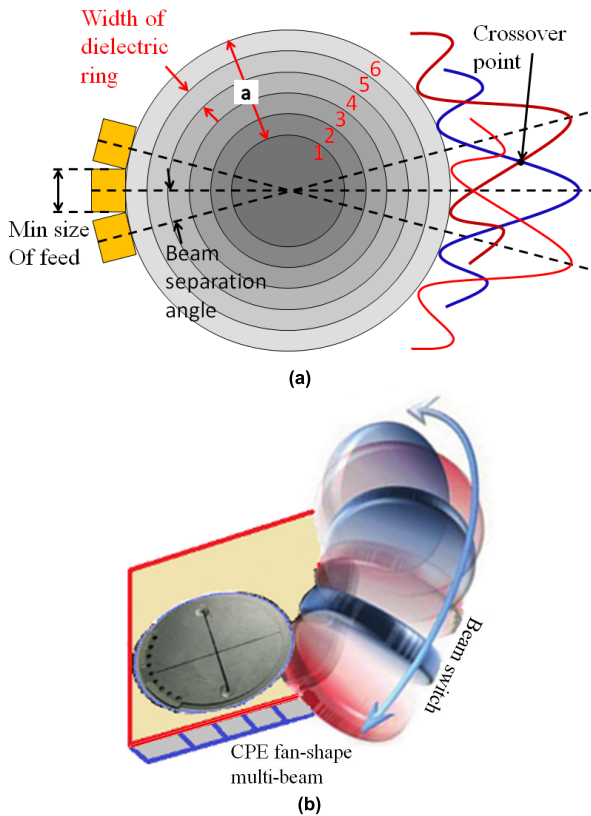 Width of
dielectric
ring
a
6
5
4
3
2
1
Crossover
point
Min size
Of feed
Beam
separation
angle
(a)
Beam switch
CPE fan-shape
multi-beam
(b)